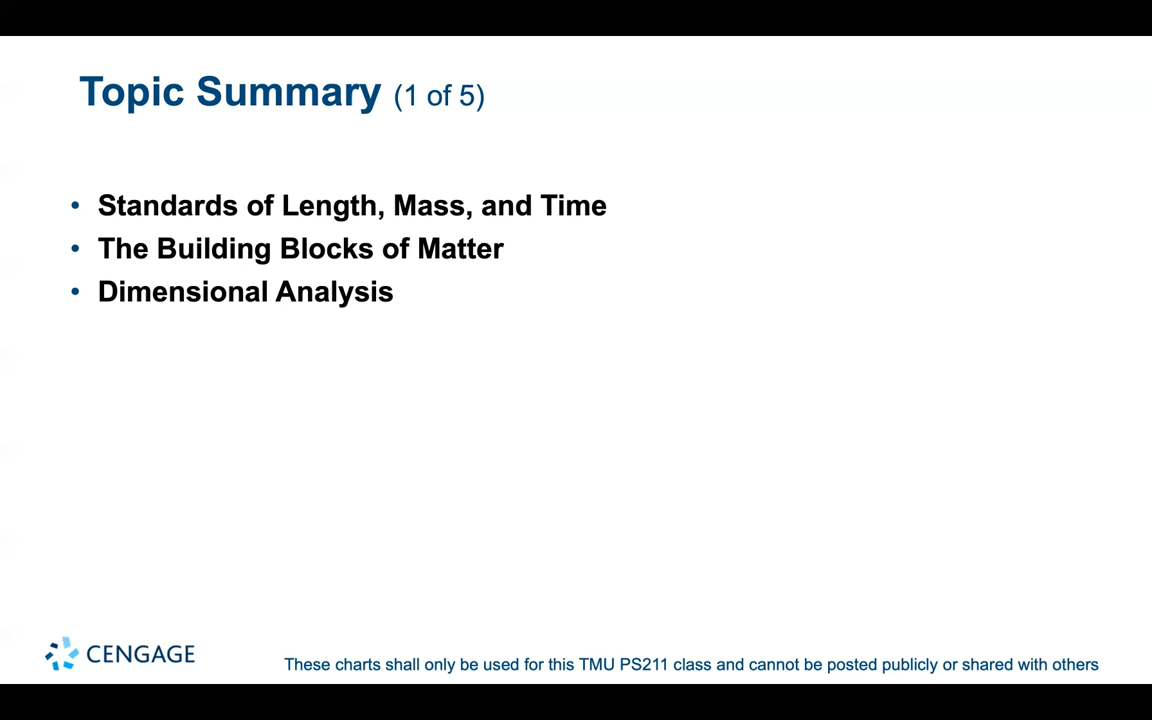 Topic Summary (1 of 5)
• Standards of Length, Mass, and Time
• The Building Blocks of Matter
• Dimensional Analysis
CENGAGE
These charts shall only be used for this TMU PS211 class and cannot be posted publicly or shared with others